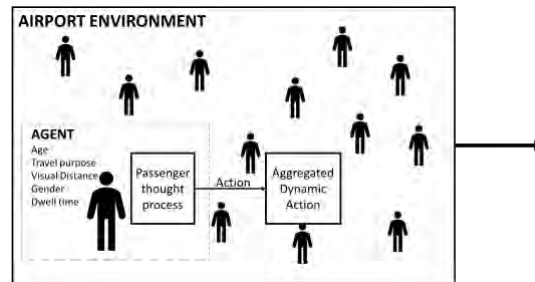 AIRPORT ENVIRONMENT
AGENT
Age
Travel purpose
Visual Distance
Gender
Dwell time
Passenger
thought
process
Action
Aggregated
Dynamic
Action